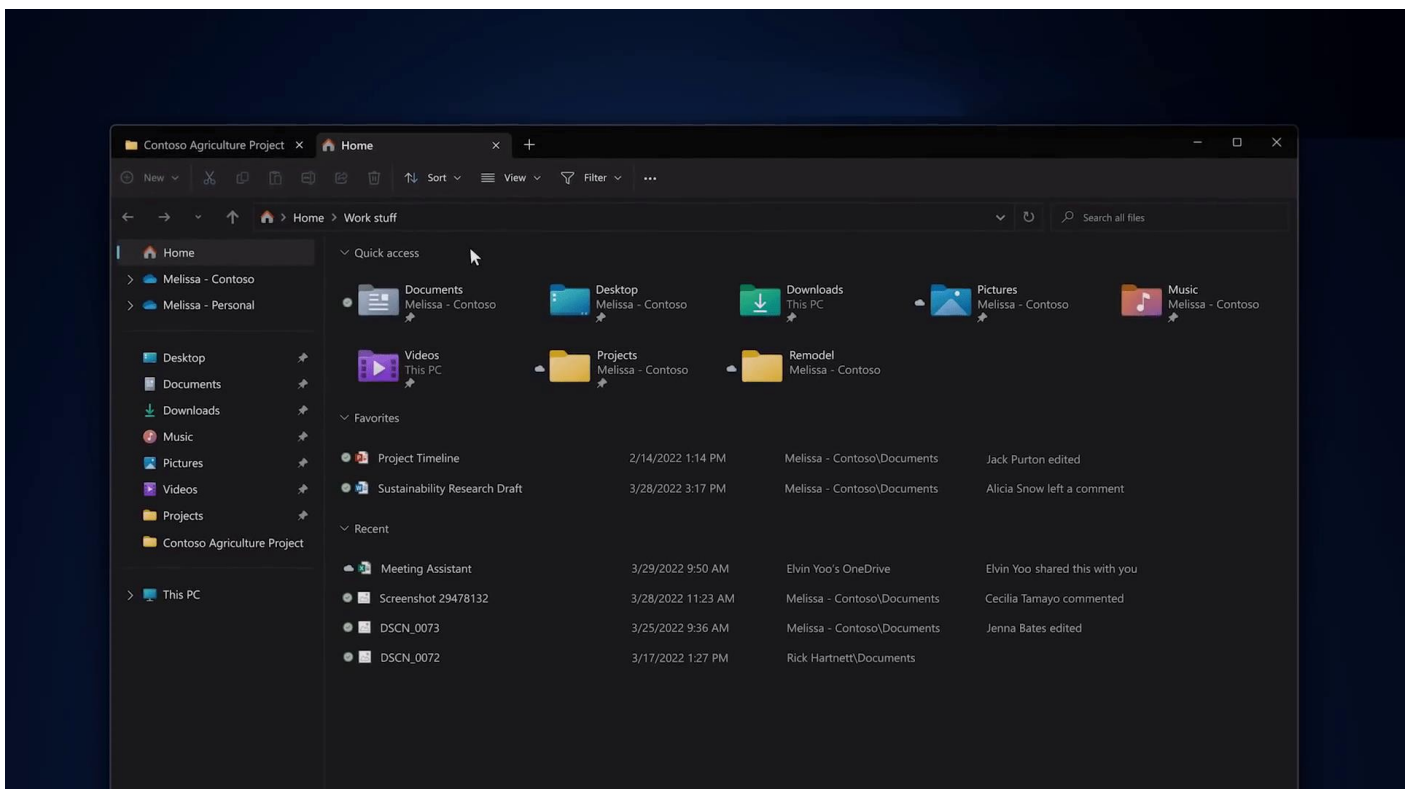 Contoso Agriculture Project
Home
New
Sort
View
Filter
Home > Work stuff
Search all files
Home
Melissa - Contoso
Melissa - Personal
Desktop
Documents
Downloads
Music
Pictures
Videos
Projects
Contoso Agriculture Project
This PC
Quick access
Documents
Melissa - Contoso
Desktop
Melissa - Contoso
Downloads
This PC
Pictures
Melissa - Contoso
Music
Melissa - Contoso
Videos
This PC
Projects
Melissa - Contoso
Remodel
Melissa - Contoso
Favorites
Project Timeline 2/14/2022 1:14 PM Melissa - Contoso\Documents Jack Purton edited
Sustainability Research Draft 3/28/2022 3:17 PM Melissa - Contoso\Documents Alicia Snow left a comment
Recent
Meeting Assistant 3/29/2022 9:50 AM Elvin Yoo's OneDrive Elvin Yoo shared this with you
Screenshot 29478132 3/28/2022 11:23 AM Melissa - Contoso\Documents Cecilia Tamayo commented
DSCN_0073 3/25/2022 9:36 AM Melissa - Contoso\Documents Jenna Bates edited
DSCN_0072 3/17/2022 1:27 PM Rick Hartnett\Documents